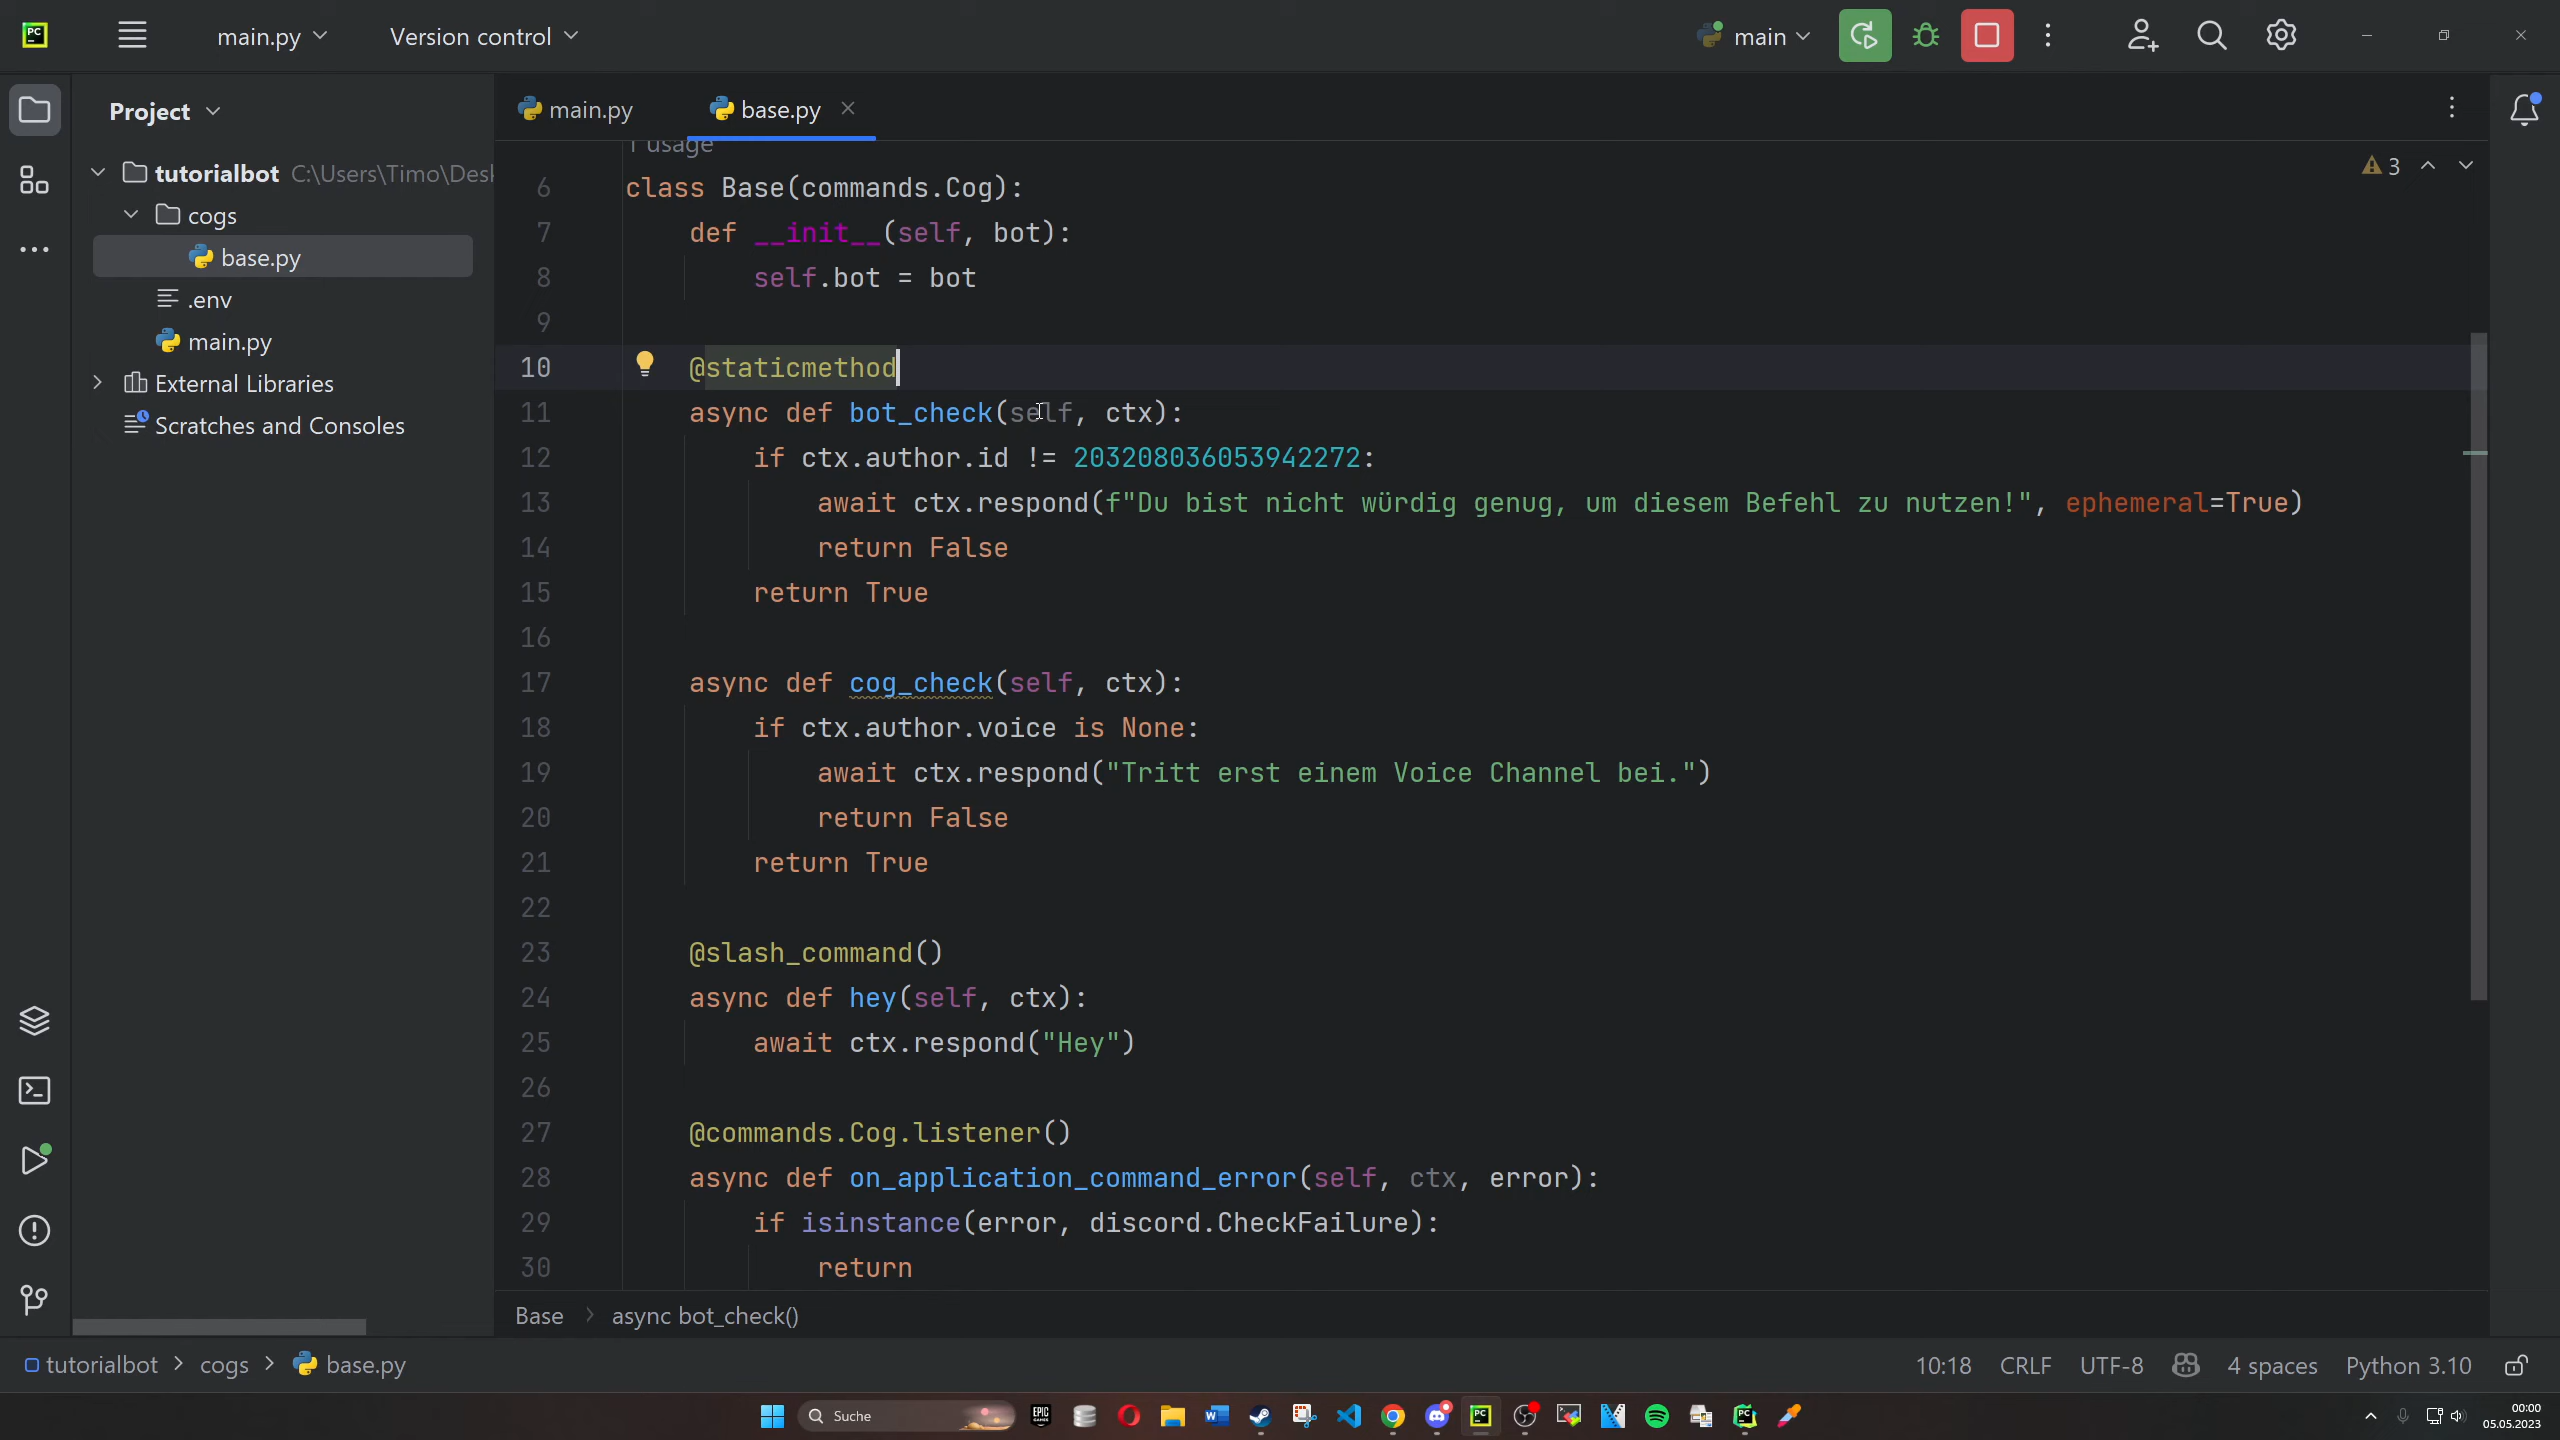 PC
main.py
Version control
main
Project
main.py
base.py
tutorialbot C:\Users\Timo\Desk
cogs
base.py
.env
main.py
External Libraries
Scratches and Consoles
1 usage
3
6 class Base(commands.Cog):
7 def __init__(self, bot):
8 self.bot = bot
9
10 @staticmethod
11 async def bot_check(self, ctx):
12 if ctx.author.id != 203208036053942272:
13 await ctx.respond(f"Du bist nicht würdig genug, um diesem Befehl zu nutzen!", ephemeral=True)
14 return False
15 return True
16
17 async def cog_check(self, ctx):
18 if ctx.author.voice is None:
19 await ctx.respond("Tritt erst einem Voice Channel bei.")
20 return False
21 return True
22
23 @slash_command()
24 async def hey(self, ctx):
25 await ctx.respond("Hey")
26
27 @commands.Cog.listener()
28 async def on_application_command_error(self, ctx, error):
29 if isinstance(error, discord.CheckFailure):
30 return
Base async bot_check()
tutorialbot cogs base.py
10:18 CRLF UTF-8 4 spaces Python 3.10
Suche
EPIC GAMES
00:00
05.05.2023